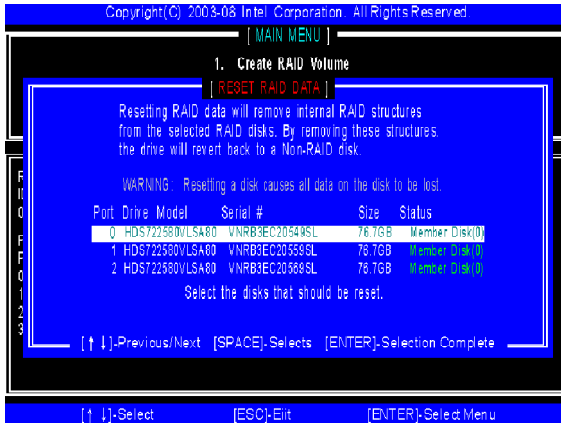 Copyright(C) 2003-08 Intel Corporation. All Rights Reserved.
[ MAIN MENU ]
1. Create RAID Volume
[ RESET RAID DATA ]
Resetting RAID data will remove internal RAID structures
from the selected RAID disks. By removing these structures,
the drive will revert back to a Non-RAID disk.
WARNING: Resetting a disk causes all data on the disk to be lost.
Port Drive Model Serial # Size Status
0 HDS722580VLSA80 VNRB3EC20549SL 76.7GB Member Disk(0)
1 HDS722580VLSA80 VNRB3EC20559SL 76.7GB Member Disk(0)
2 HDS722580VLSA80 VNRB3EC20569SL 76.7GB Member Disk(0)
Select the disks that should be reset.
[↑ ↓]-Previous/Next [SPACE]-Selects [ENTER]-Selection Complete
[↑ ↓]-Select [ESC]-Eiit [ENTER]-Select Menu